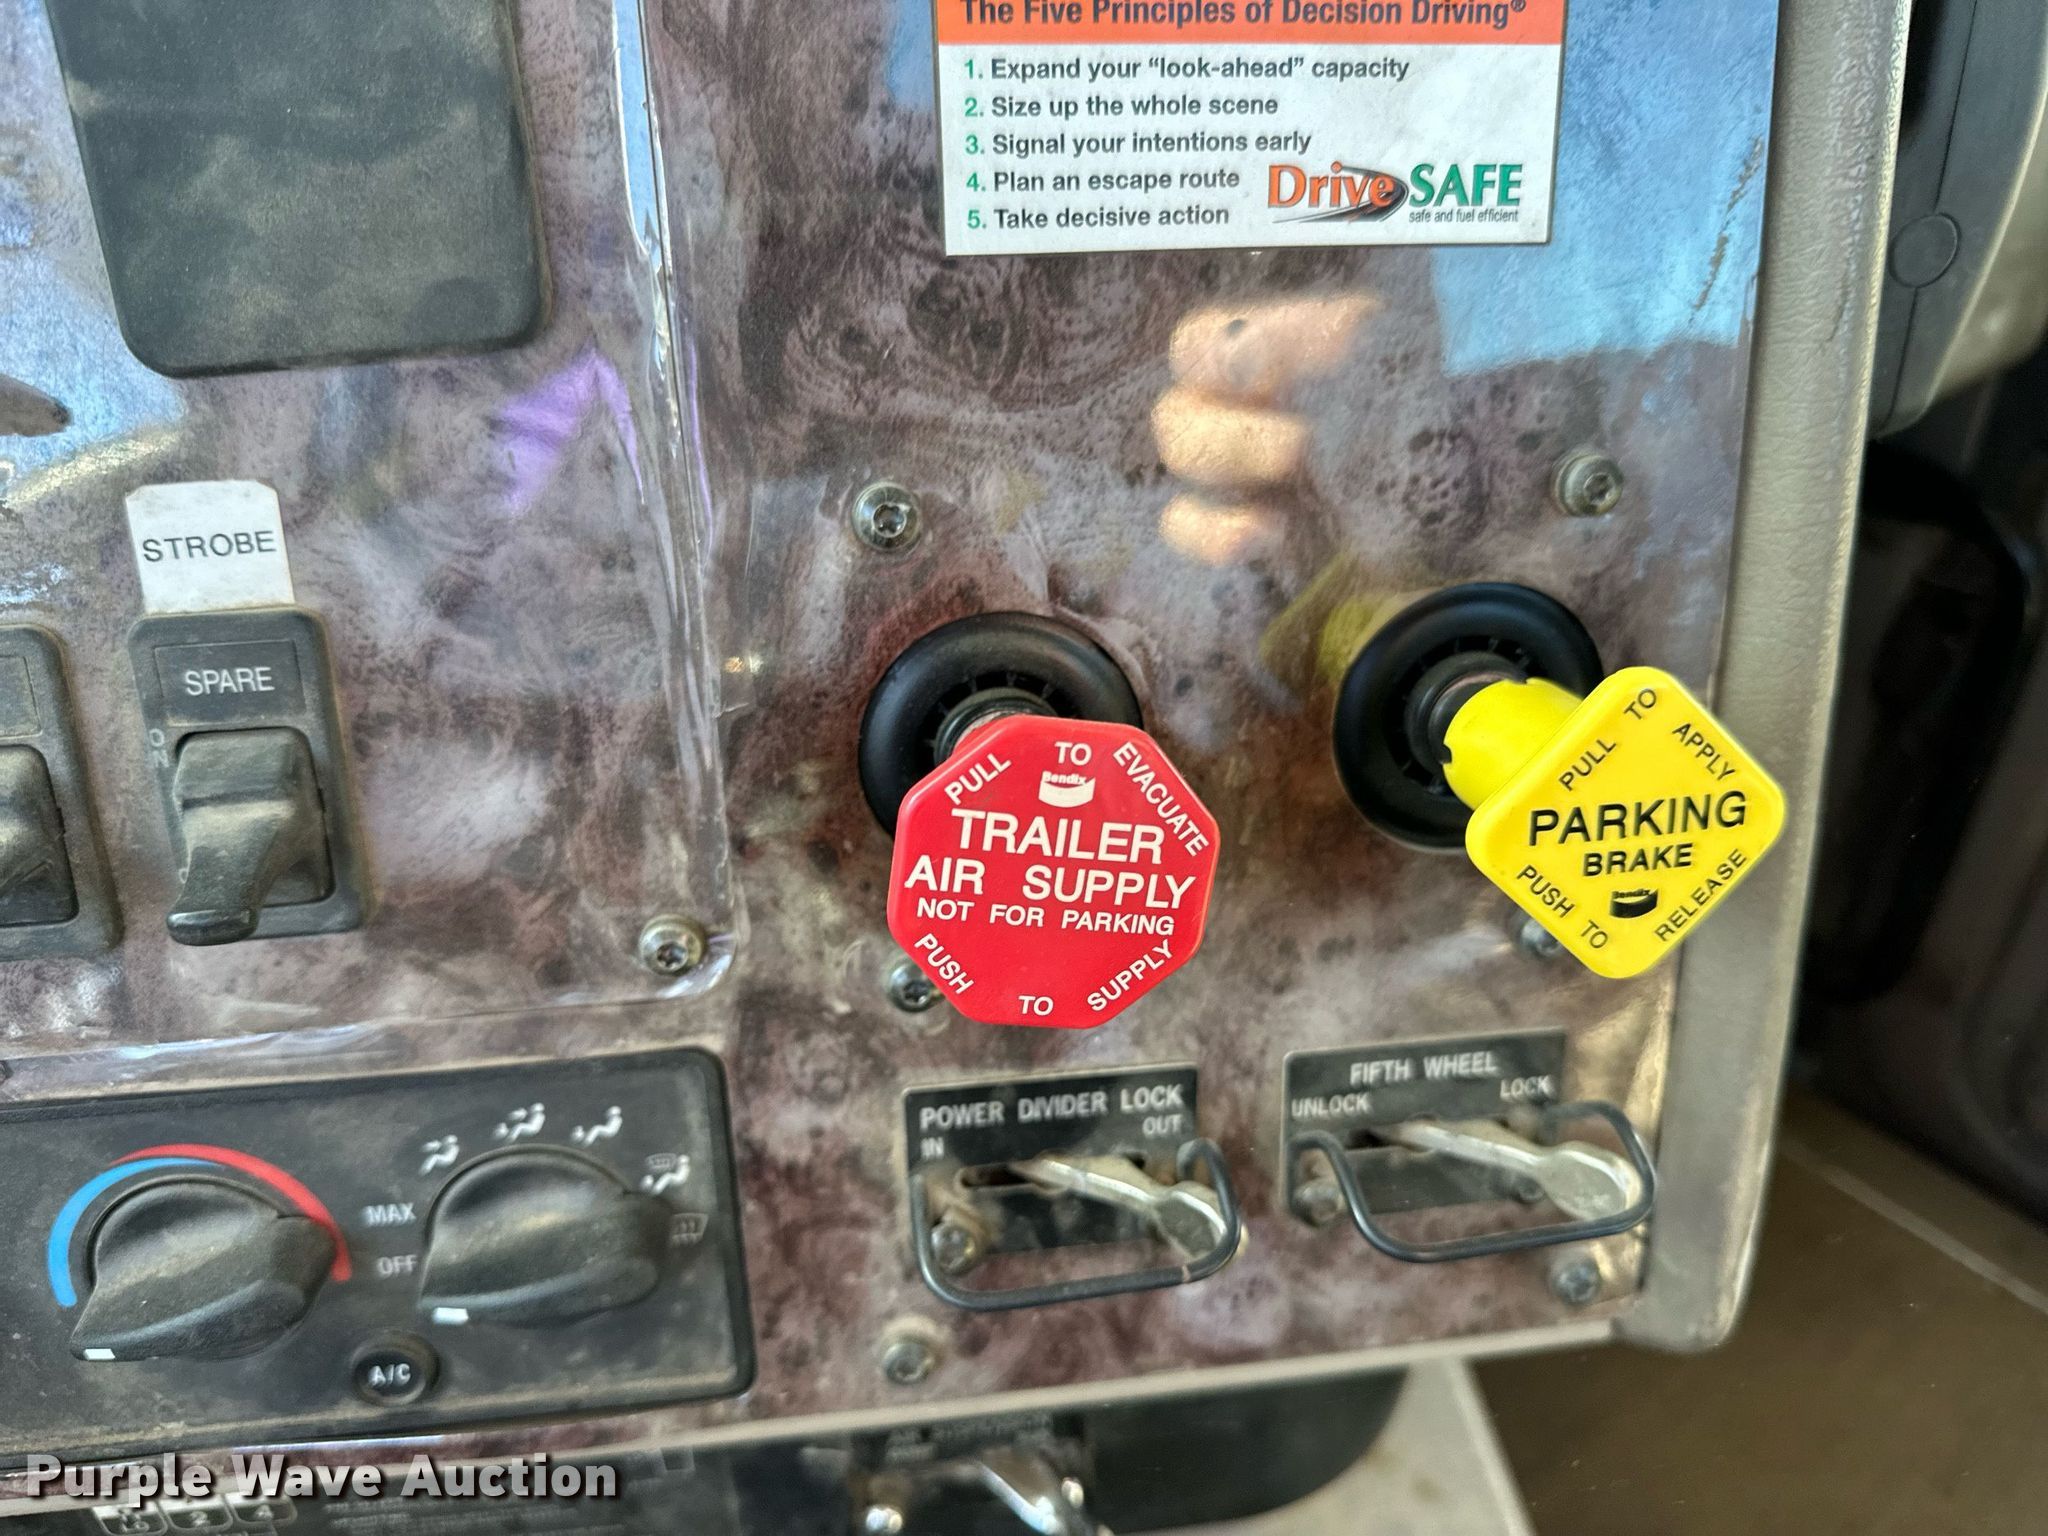 The Five Principles of Decision Driving®
1. Expand your “look-ahead” capacity
2. Size up the whole scene
3. Signal your intentions early
4. Plan an escape route
5. Take decisive action
DriveSAFE
safe and fuel efficient
STROBE
SPARE
ON
PULL TO EVACUATE
Bendix
TRAILER
AIR SUPPLY
NOT FOR PARKING
PUSH TO SUPPLY
PULL TO APPLY
PARKING
BRAKE
Bendix
PUSH TO RELEASE
POWER DIVIDER LOCK
IN OUT
FIFTH WHEEL
UNLOCK LOCK
MAX
OFF
A/C
Purple Wave Auction
2 4